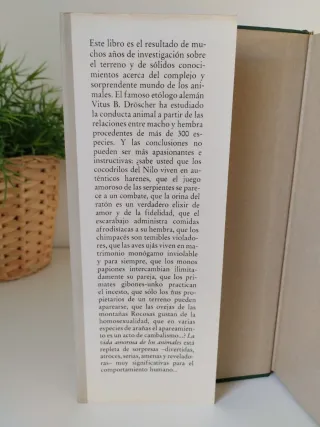 Este libro es el resultado de mu-
chos años de investigación sobre
el terreno y de sólidos conoci-
mientos acerca del complejo y
sorprendente mundo de los ani-
males. El famoso etólogo alemán
Vitus B. Dröscher ha estudiado
la conducta animal a partir de las
relaciones entre macho y hembra
procedentes de más de 300 es-
pecies. Y las conclusiones no
pueden ser más apasionantes e
instructivas: ¿sabe usted que los
cocodrilos del Nilo viven en au-
ténticos harenes, que el juego
amoroso de las serpientes se pare-
ce a un combate, que la orina del
ratón es un verdadero elixir de
amor y de la fidelidad, que el
escarabajo administra comidas
afrodisíacas a su hembra, que los
chimpacés son temibles violado-
res, que las aves ujás viven en ma-
trimonio monógamo inviolable y
para siempre, que los monos
papiones intercambian ilimita-
damente su pareja, que los pri-
mates gibones-unko practican
el incesto, que sólo los ñus pro-
pietarios de un terreno pueden
aparearse, que las ovejas de las
montañas Rocosas gustan de la
homosexualidad, que en varias
especies de arañas el apareamien-
to es un acto de canibalismo...? La
vida amorosa de los animales está
repleta de sorpresas -divertidas,
atroces, serias, amenas y revelado-
ras- muy significativas para el
comportamiento humano...